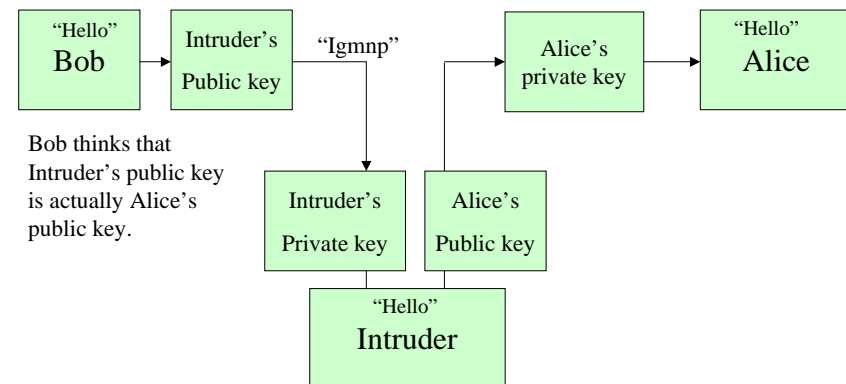 “Hello”
Bob
Intruder’s
Public key
“Igmnp”
Alice’s
private key
“Hello”
Alice
Bob thinks that
Intruder’s public key
is actually Alice’s
public key.
Intruder’s
Private key
Alice’s
Public key
“Hello”
Intruder